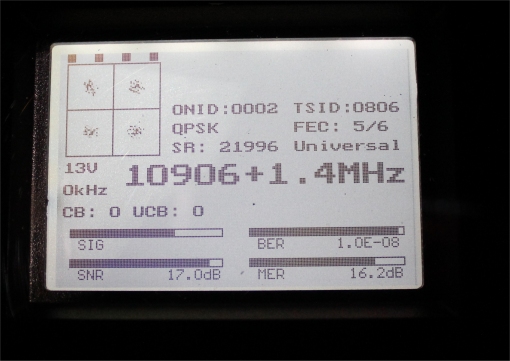 ONID:0002 TSID:0806
QPSK FEC: 5/6
SR: 21996 Universal
13V 10906+1.4MHz
0kHz
CB: 0 UCB: 0
SIG BER 1.0E-08
SNR 17.0dB MER 16.2dB